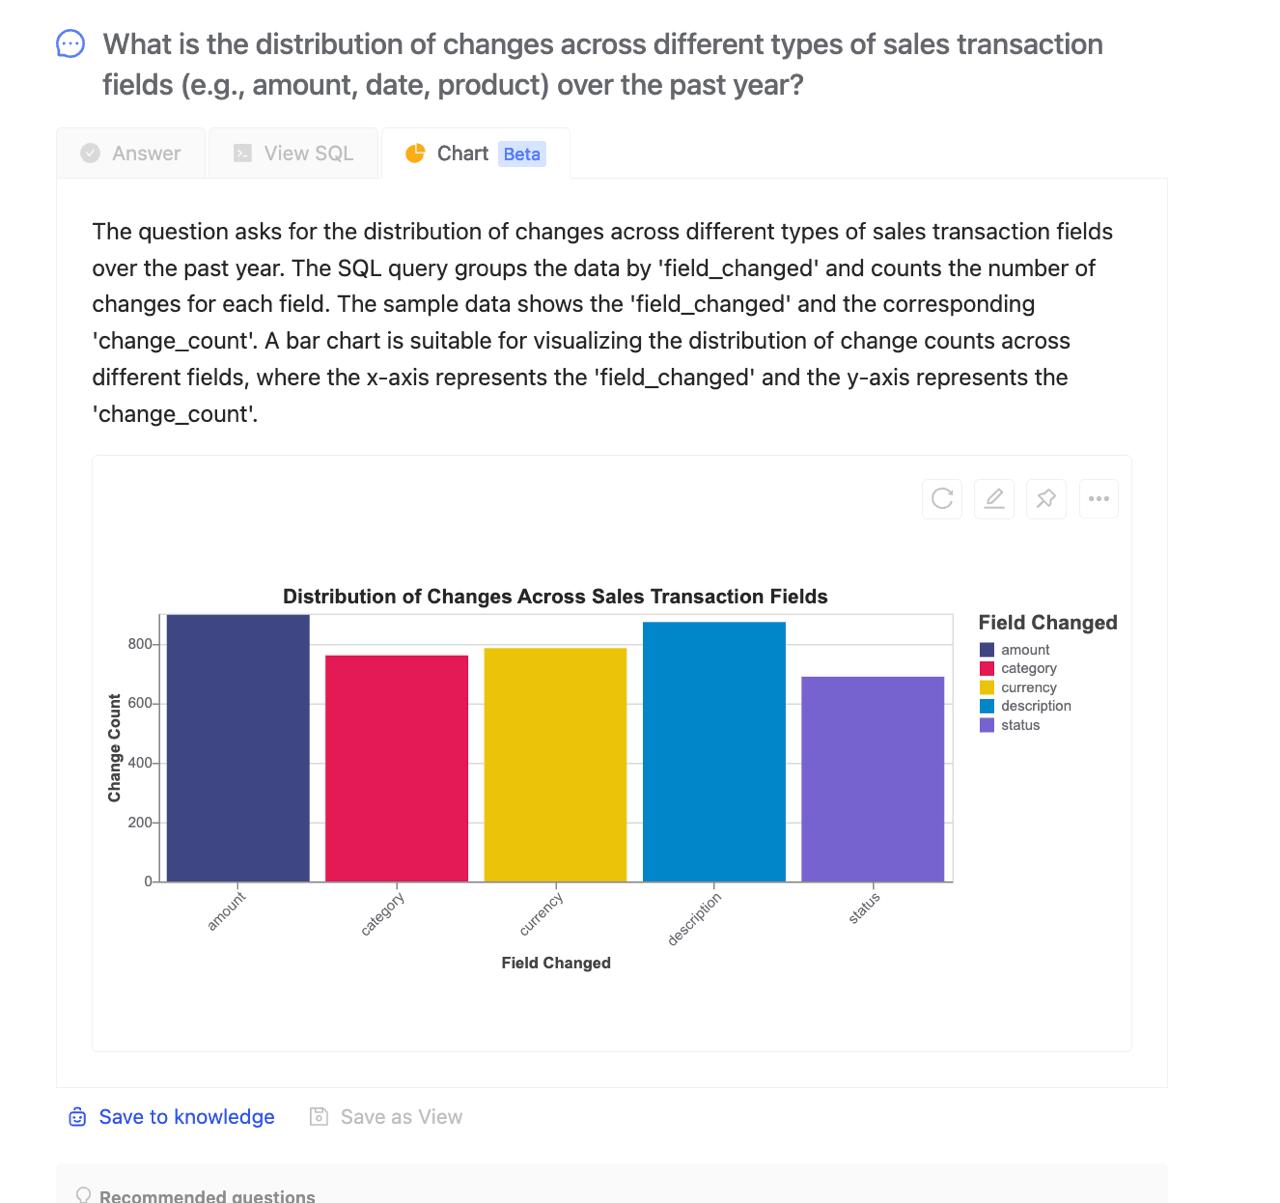 What is the distribution of changes across different types of sales transaction
fields (e.g., amount, date, product) over the past year?
Answer
View SQL
Chart Beta
The question asks for the distribution of changes across different types of sales transaction fields
over the past year. The SQL query groups the data by 'field_changed' and counts the number of
changes for each field. The sample data shows the 'field_changed' and the corresponding
'change_count'. A bar chart is suitable for visualizing the distribution of change counts across
different fields, where the x-axis represents the 'field_changed' and the y-axis represents the
'change_count'.
Distribution of Changes Across Sales Transaction Fields
Change Count
800
600
400
200
0
amount
category
currency
description
status
Field Changed
Field Changed
amount
category
currency
description
status
Save to knowledge
Save as View
Recommended questions